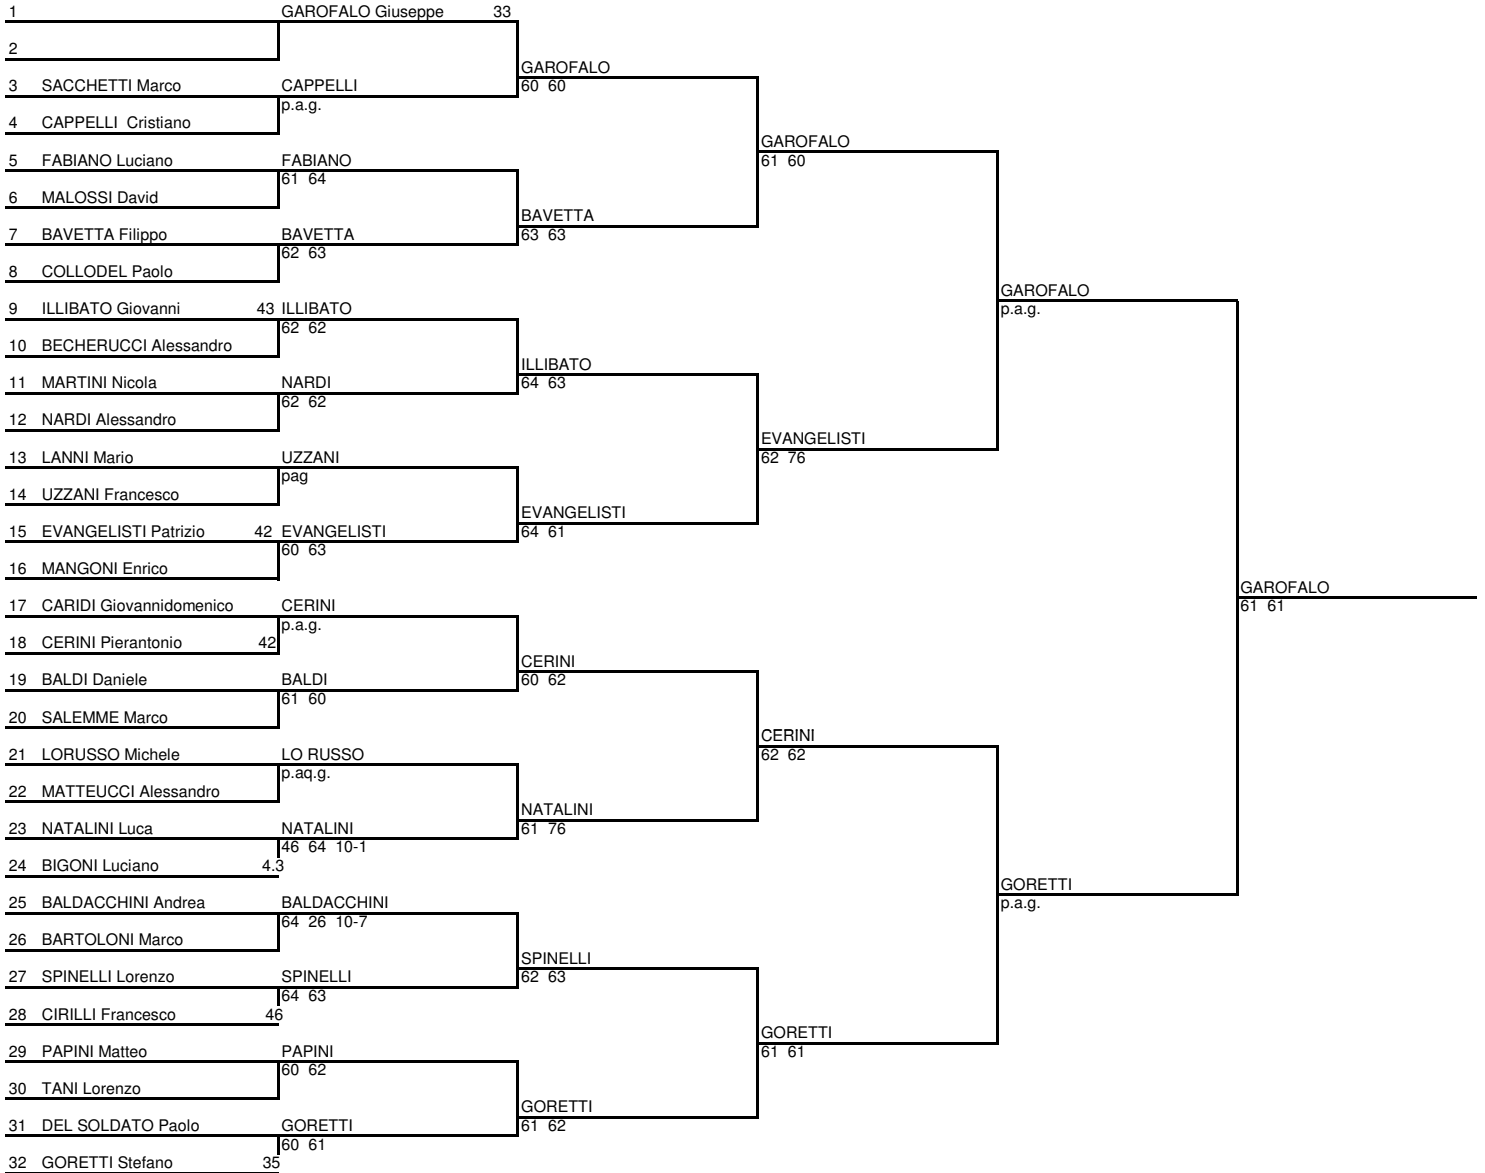 1 GAROFALO Giuseppe 33
2
GAROFALO
3 SACCHETTI Marco CAPPELLI 60 60
p.a.g.
4 CAPPELLI Cristiano
GAROFALO
5 FABIANO Luciano FABIANO 61 60
61 64
6 MALOSSI David
BAVETTA
7 BAVETTA Filippo BAVETTA 63 63
62 63
8 COLLODEL Paolo
GAROFALO
9 ILLIBATO Giovanni 43 ILLIBATO p.a.g.
62 62
10 BECHERUCCI Alessandro
ILLIBATO
11 MARTINI Nicola NARDI 64 63
62 62
12 NARDI Alessandro
EVANGELISTI
13 LANNI Mario UZZANI 62 76
pag
14 UZZANI Francesco
EVANGELISTI
15 EVANGELISTI Patrizio 42 EVANGELISTI 64 61
60 63
16 MANGONI Enrico
GAROFALO
17 CARIDI Giovannidomenico CERINI 61 61
p.a.g.
18 CERINI Pierantonio 42
CERINI
19 BALDI Daniele BALDI 60 62
61 60
20 SALEMME Marco
CERINI
21 LORUSSO Michele LO RUSSO 62 62
p.aq.g.
22 MATTEUCCI Alessandro
NATALINI
23 NATALINI Luca NATALINI 61 76
46 64 10-1
24 BIGONI Luciano 4.3
GORETTI
25 BALDACCHINI Andrea BALDACCHINI p.a.g.
64 26 10-7
26 BARTOLONI Marco
SPINELLI
27 SPINELLI Lorenzo SPINELLI 62 63
64 63
28 CIRILLI Francesco 46
GORETTI
29 PAPINI Matteo PAPINI 61 61
60 62
30 TANI Lorenzo
GORETTI
31 DEL SOLDATO Paolo GORETTI 61 62
60 61
32 GORETTI Stefano 35